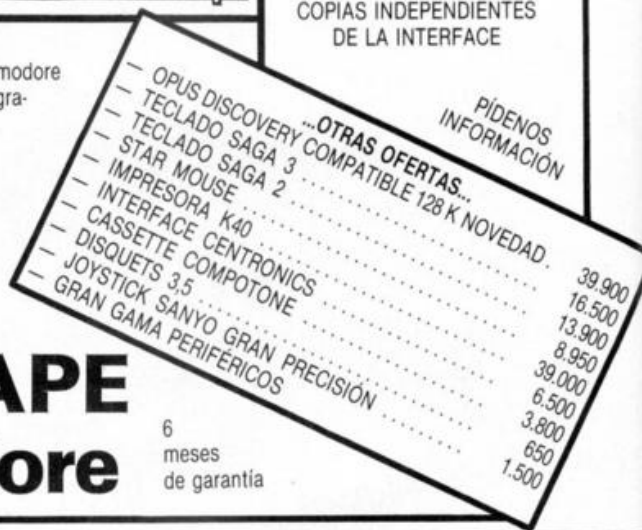 COPIAS INDEPENDIENTES
DE LA INTERFACE
PÍDENOS
INFORMACIÓN
modore
gra-
...OTRAS OFERTAS...
— OPUS DISCOVERY COMPATIBLE 128 K NOVEDAD. 39.900
— TECLADO SAGA 3 16.500
— TECLADO SAGA 2 13.900
— STAR MOUSE 8.950
— IMPRESORA K40 39.000
— INTERFACE CENTRONICS 6.500
— CASSETTE COMPOTONE 3.800
— DISQUETS 3.5 650
— JOYSTICK SANYO GRAN PRECISIÓN 1.500
— GRAN GAMA PERIFÉRICOS
APE
ore
6
meses
de garantía